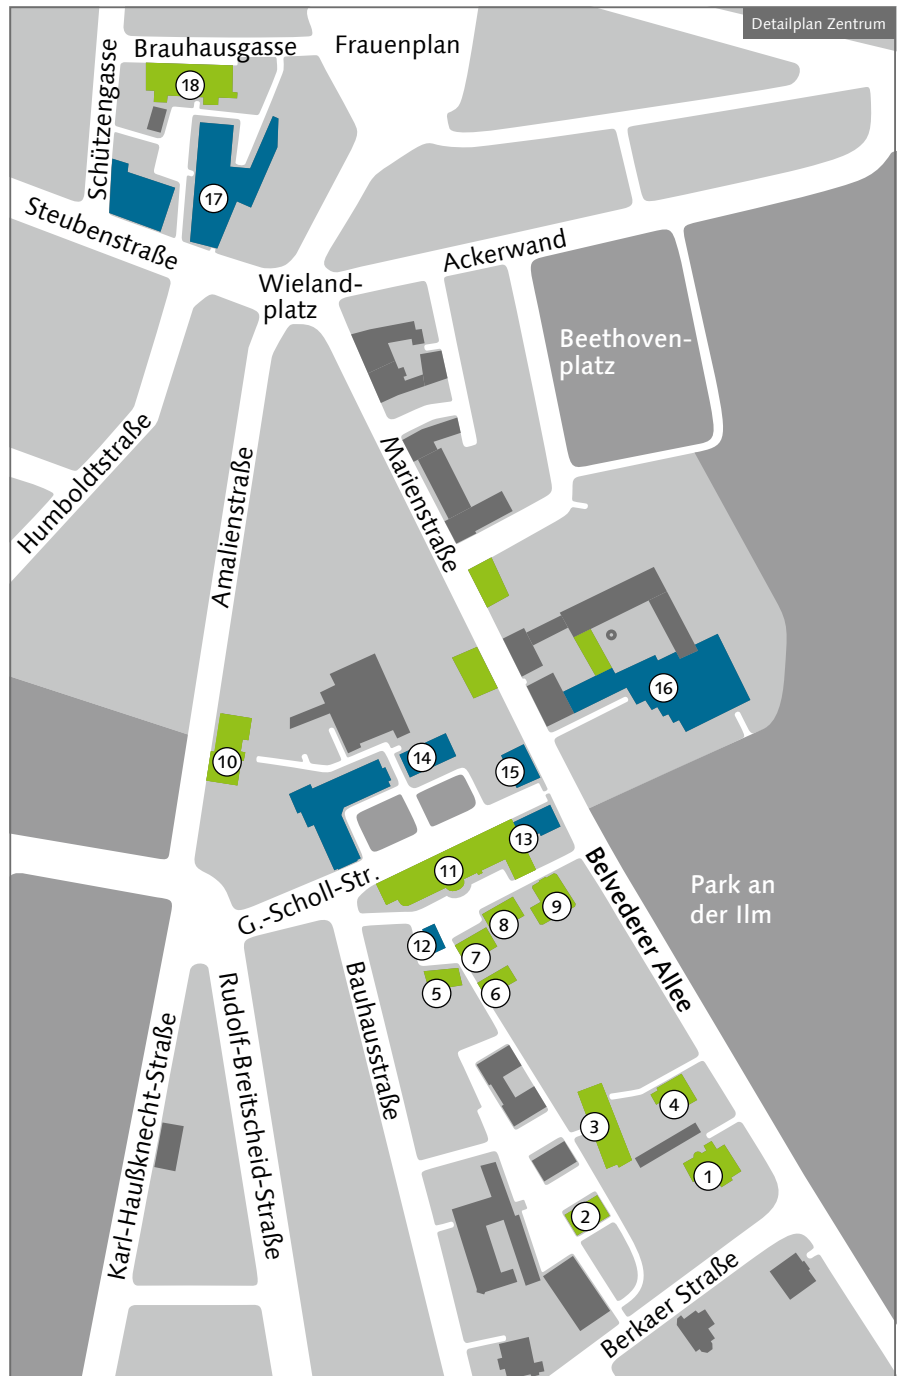 Detailplan Zentrum
Brauhausgasse
Frauenplan
Schützengasse
18
17
Steubenstraße
Ackerwand
Wieland-
platz
Beethoven-
platz
Humboldtstraße
Amalienstraße
Marienstraße
16
14
10
15
13
11
G.-Scholl-Str.
Belvederer Allee
Park an
der Ilm
9
8
12
7
5
6
Karl-Haußknecht-Straße
Rudolf-Breitscheid-Straße
Bauhausstraße
4
3
1
2
Berkaer Straße